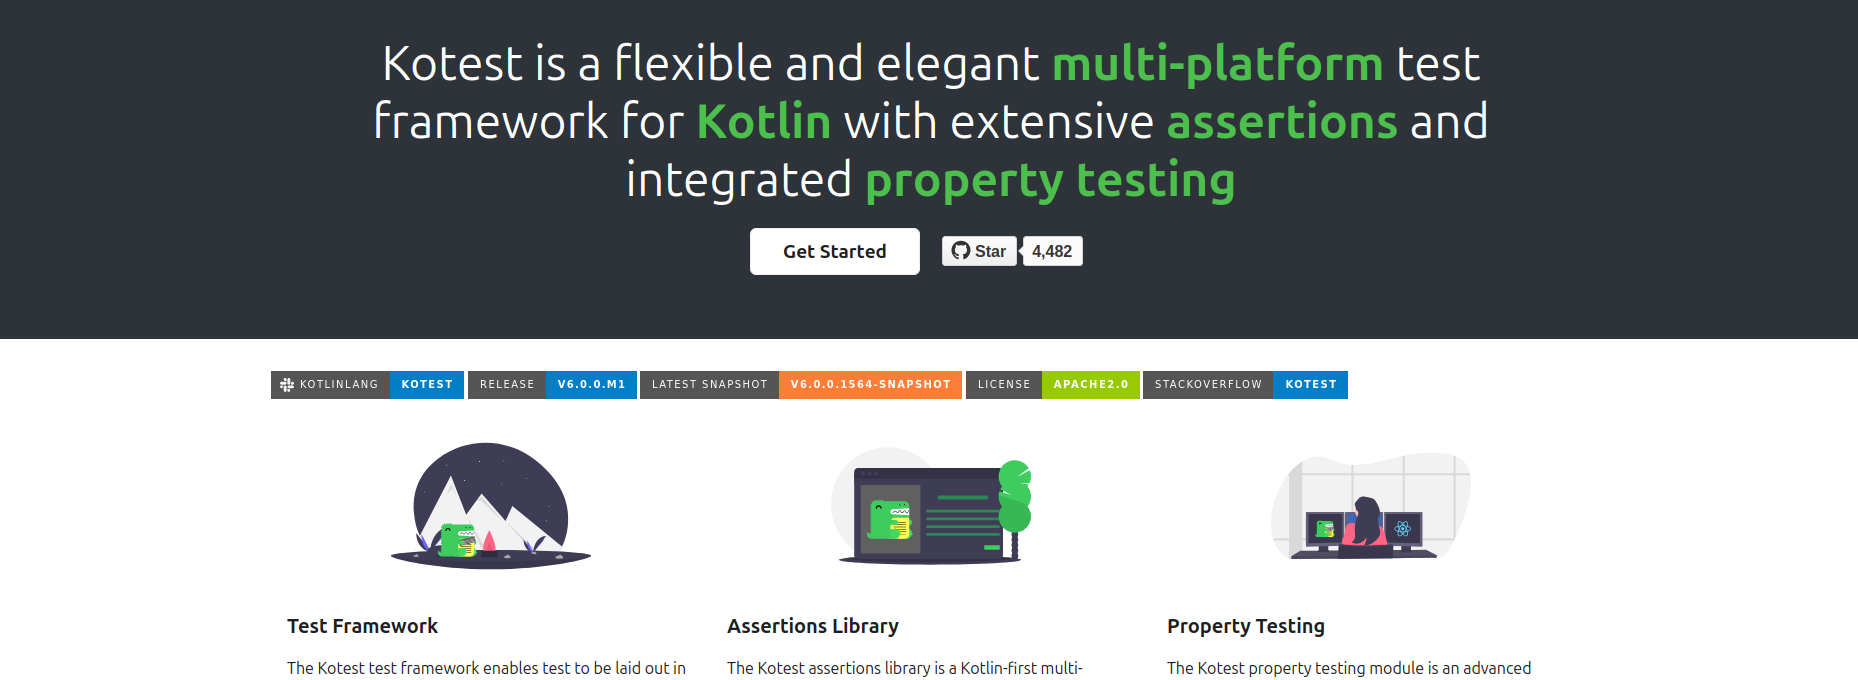 Kotest is a flexible and elegant multi-platform test
framework for Kotlin with extensive assertions and
integrated property testing
Get Started
Star 4,482
KOTLINLANG KOTEST RELEASE V6.0.0.M1 LATEST SNAPSHOT V6.0.0.1564-SNAPSHOT LICENSE APACHE2.0 STACKOVERFLOW KOTEST
Test Framework
The Kotest test framework enables test to be laid out in
Assertions Library
The Kotest assertions library is a Kotlin-first multi-
Property Testing
The Kotest property testing module is an advanced